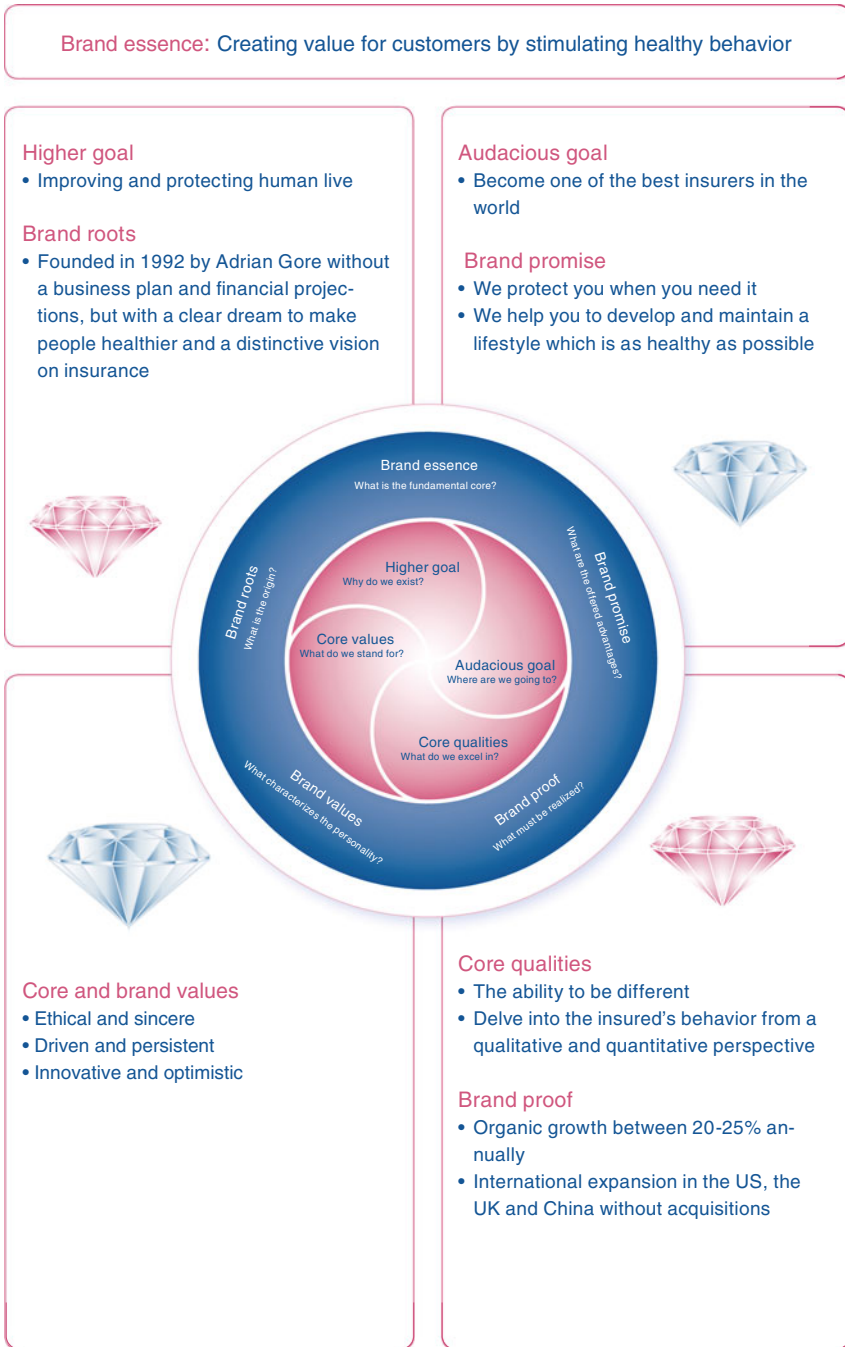 Brand essence: Creating value for customers by stimulating healthy behavior
Higher goal
• Improving and protecting human live
Brand roots
• Founded in 1992 by Adrian Gore without
a business plan and financial projec-
tions, but with a clear dream to make
people healthier and a distinctive vision
on insurance
Audacious goal
• Become one of the best insurers in the
world
Brand promise
• We protect you when you need it
• We help you to develop and maintain a
lifestyle which is as healthy as possible
Brand essence
What is the fundamental core?
Brand roots
What is the origin?
Brand promise
What are the offered advantages?
Higher goal
Why do we exist?
Core values
What do we stand for?
Audacious goal
Where are we going to?
Core qualities
What do we excel in?
Brand values
What characterizes the personality?
Brand proof
What must be realized?
Core and brand values
• Ethical and sincere
• Driven and persistent
• Innovative and optimistic
Core qualities
• The ability to be different
• Delve into the insured's behavior from a
qualitative and quantitative perspective
Brand proof
• Organic growth between 20-25% an-
nually
• International expansion in the US, the
UK and China without acquisitions